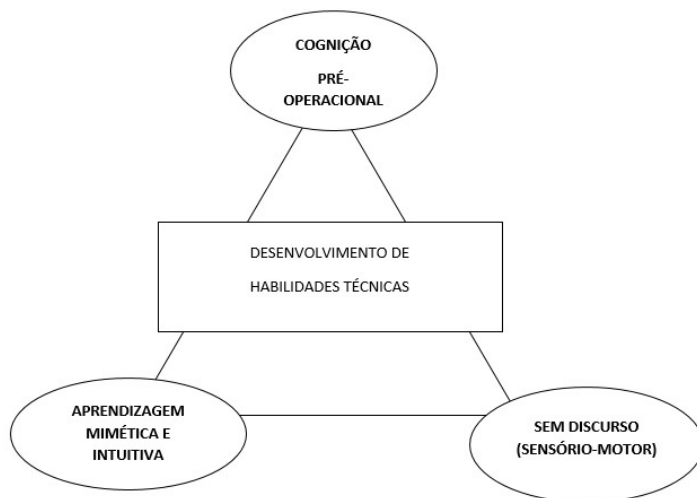 COGNIÇÃO
PRÉ-
OPERACIONAL
DESENVOLVIMENTO DE
HABILIDADES TÉCNICAS
APRENDIZAGEM
MIMÉTICA E
INTUITIVA
SEM DISCURSO
(SENSÓRIO-MOTOR)